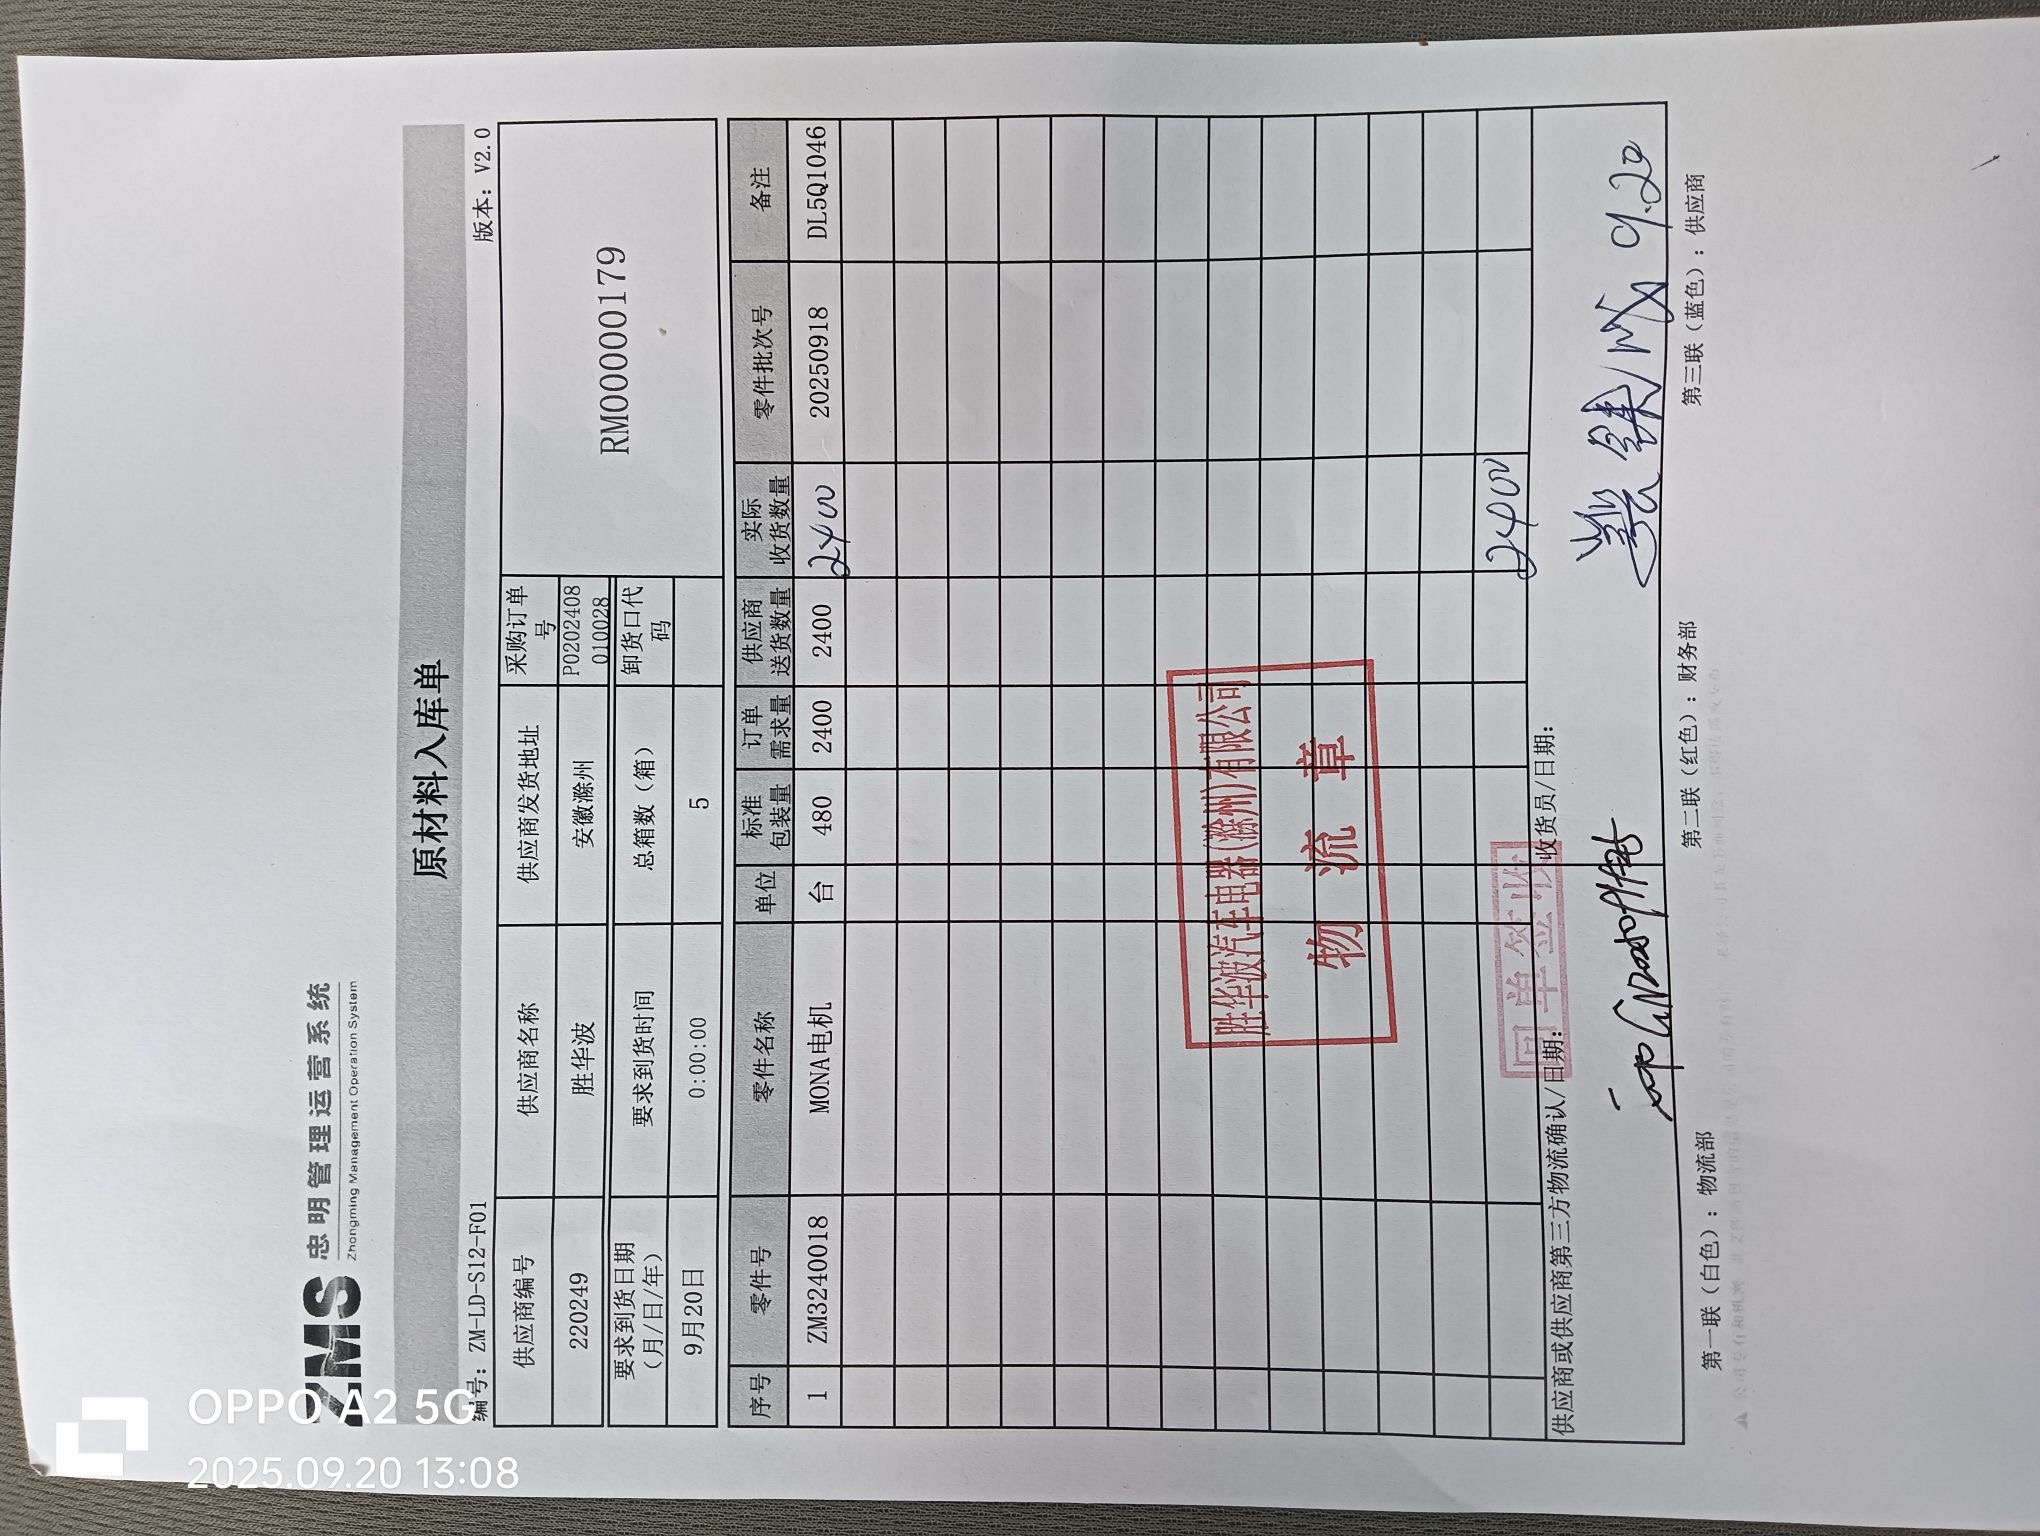 ZMS 忠明管理运营系统
Zhongming Management Operation System
原材料入库单
编号: ZM-LD-S12-F01 版本: V2.0
供应商编号 供应商名称 供应商发货地址 采购订单号 RM00000179
220249 胜华波 安徽滁州 PO202408010028
要求到货日期（月/日/年） 要求到货时间 总箱数（箱） 卸货口代码
9月20日 0:00:00 5
序号 零件号 零件名称 单位 标准包装量 订单需求量 供应商送货数量 实际收货数量 零件批次号 备注
1 ZM3240018 MONA电机 台 480 2400 2400 2400 20250918 DL5Q1046
胜华波汽车电器(滁州)有限公司
物流章
2400
回单签附
供应商或供应商第三方物流确认/日期: 收货员/日期:
9.20
第一联（白色）: 物流部 第二联（红色）: 财务部 第三联（蓝色）: 供应商
OPPO A2 5G
2025.09.20 13:08